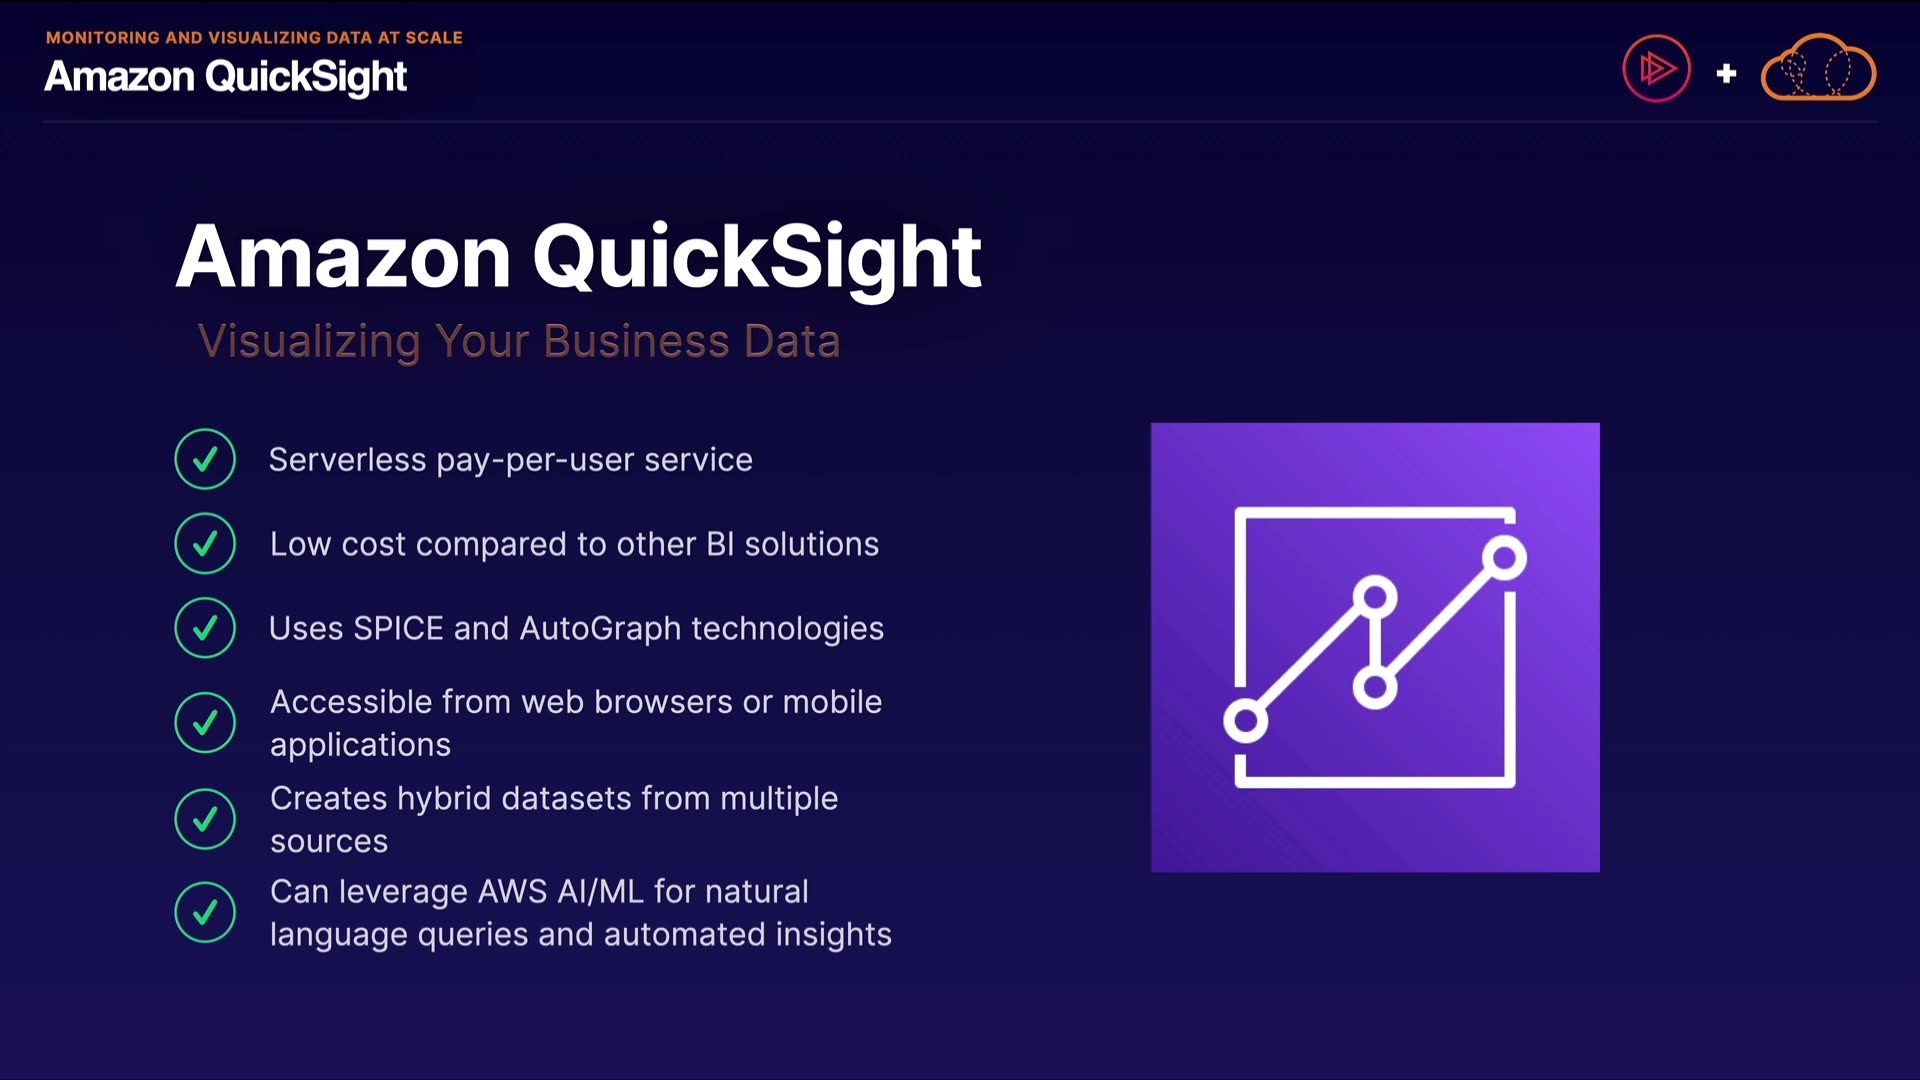 MONITORING AND VISUALIZING DATA AT SCALE
Amazon QuickSight
Amazon QuickSight
Visualizing Your Business Data
Serverless pay-per-user service
Low cost compared to other BI solutions
Uses SPICE and AutoGraph technologies
Accessible from web browsers or mobile
applications
Creates hybrid datasets from multiple
sources
Can leverage AWS AI/ML for natural
language queries and automated insights